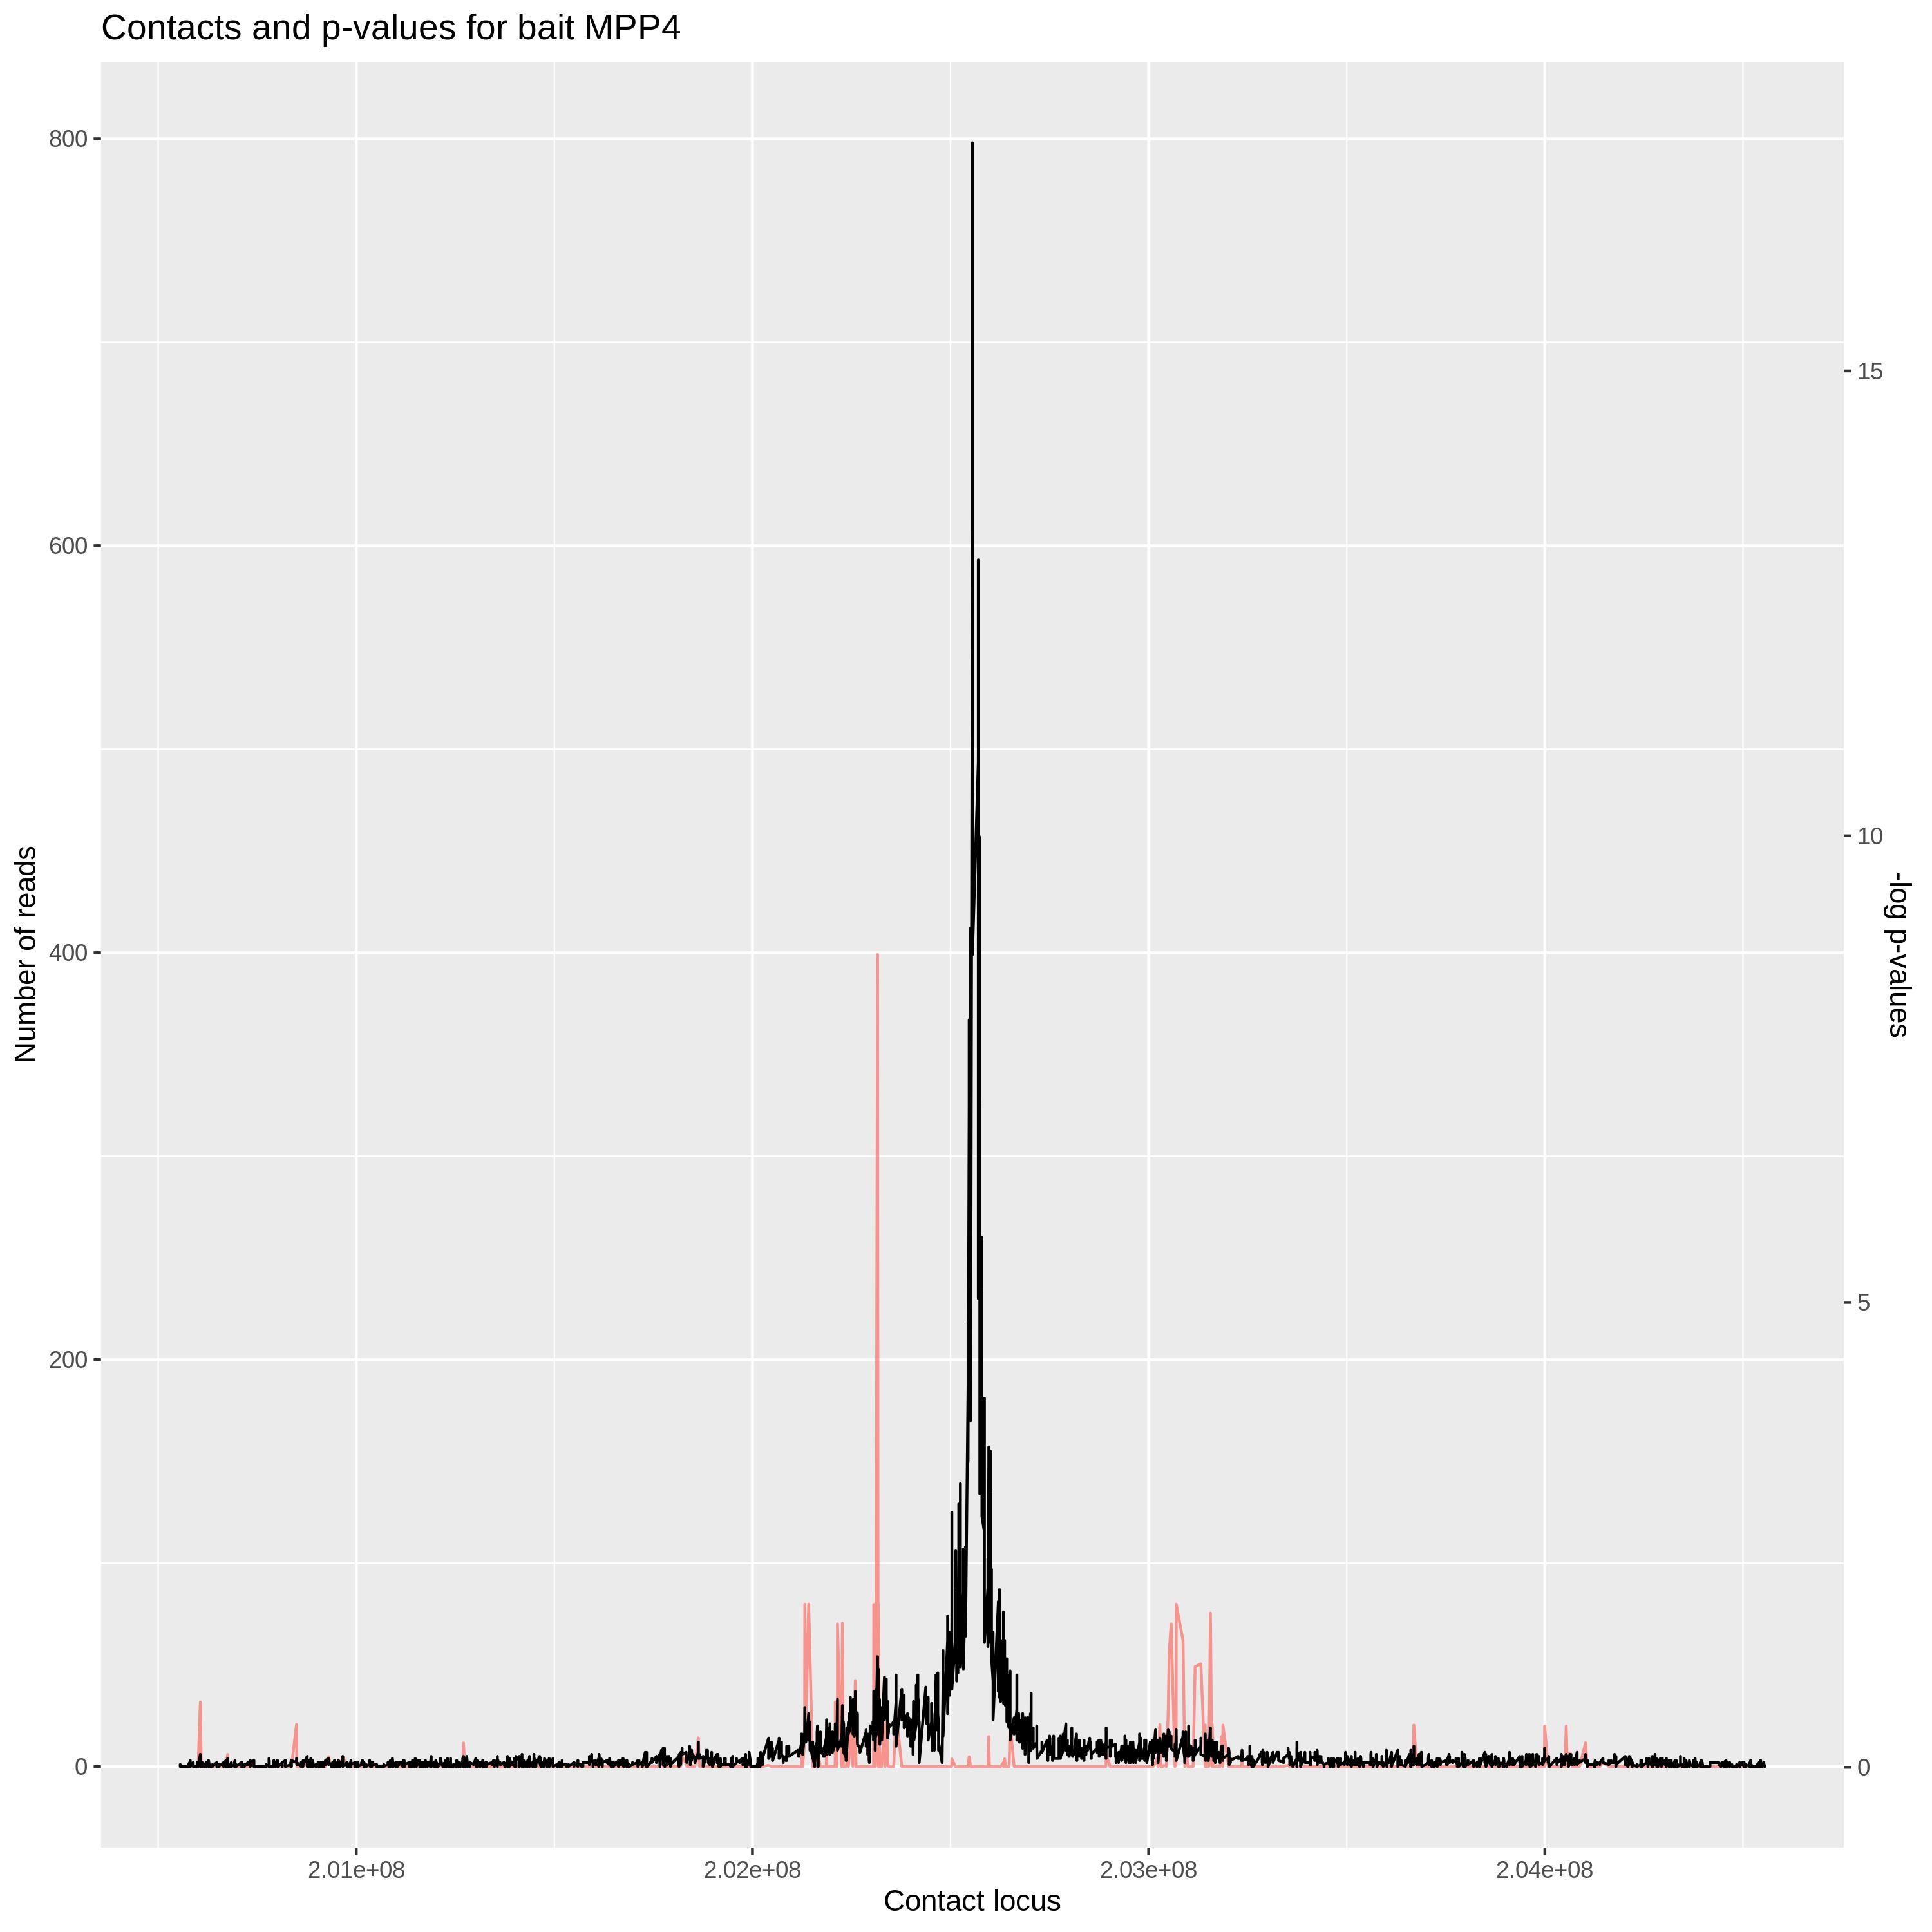 Contacts and p-values for bait MPP4
800
600
400
200
0
Number of reads
15
10
5
0
-log p-values
2.01e+08
2.02e+08
2.03e+08
2.04e+08
Contact locus